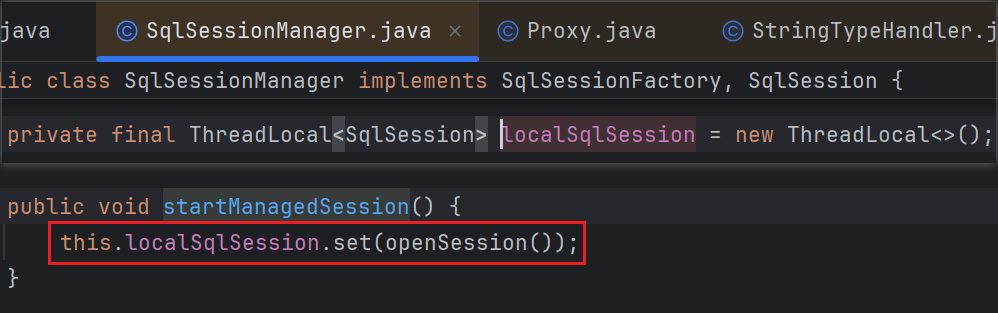 java SqlSessionManager.java × Proxy.java StringTypeHandler.j
lic class SqlSessionManager implements SqlSessionFactory, SqlSession {
private final ThreadLocal<SqlSession> localSqlSession = new ThreadLocal<>();
public void startManagedSession() {
this.localSqlSession.set(openSession());
}